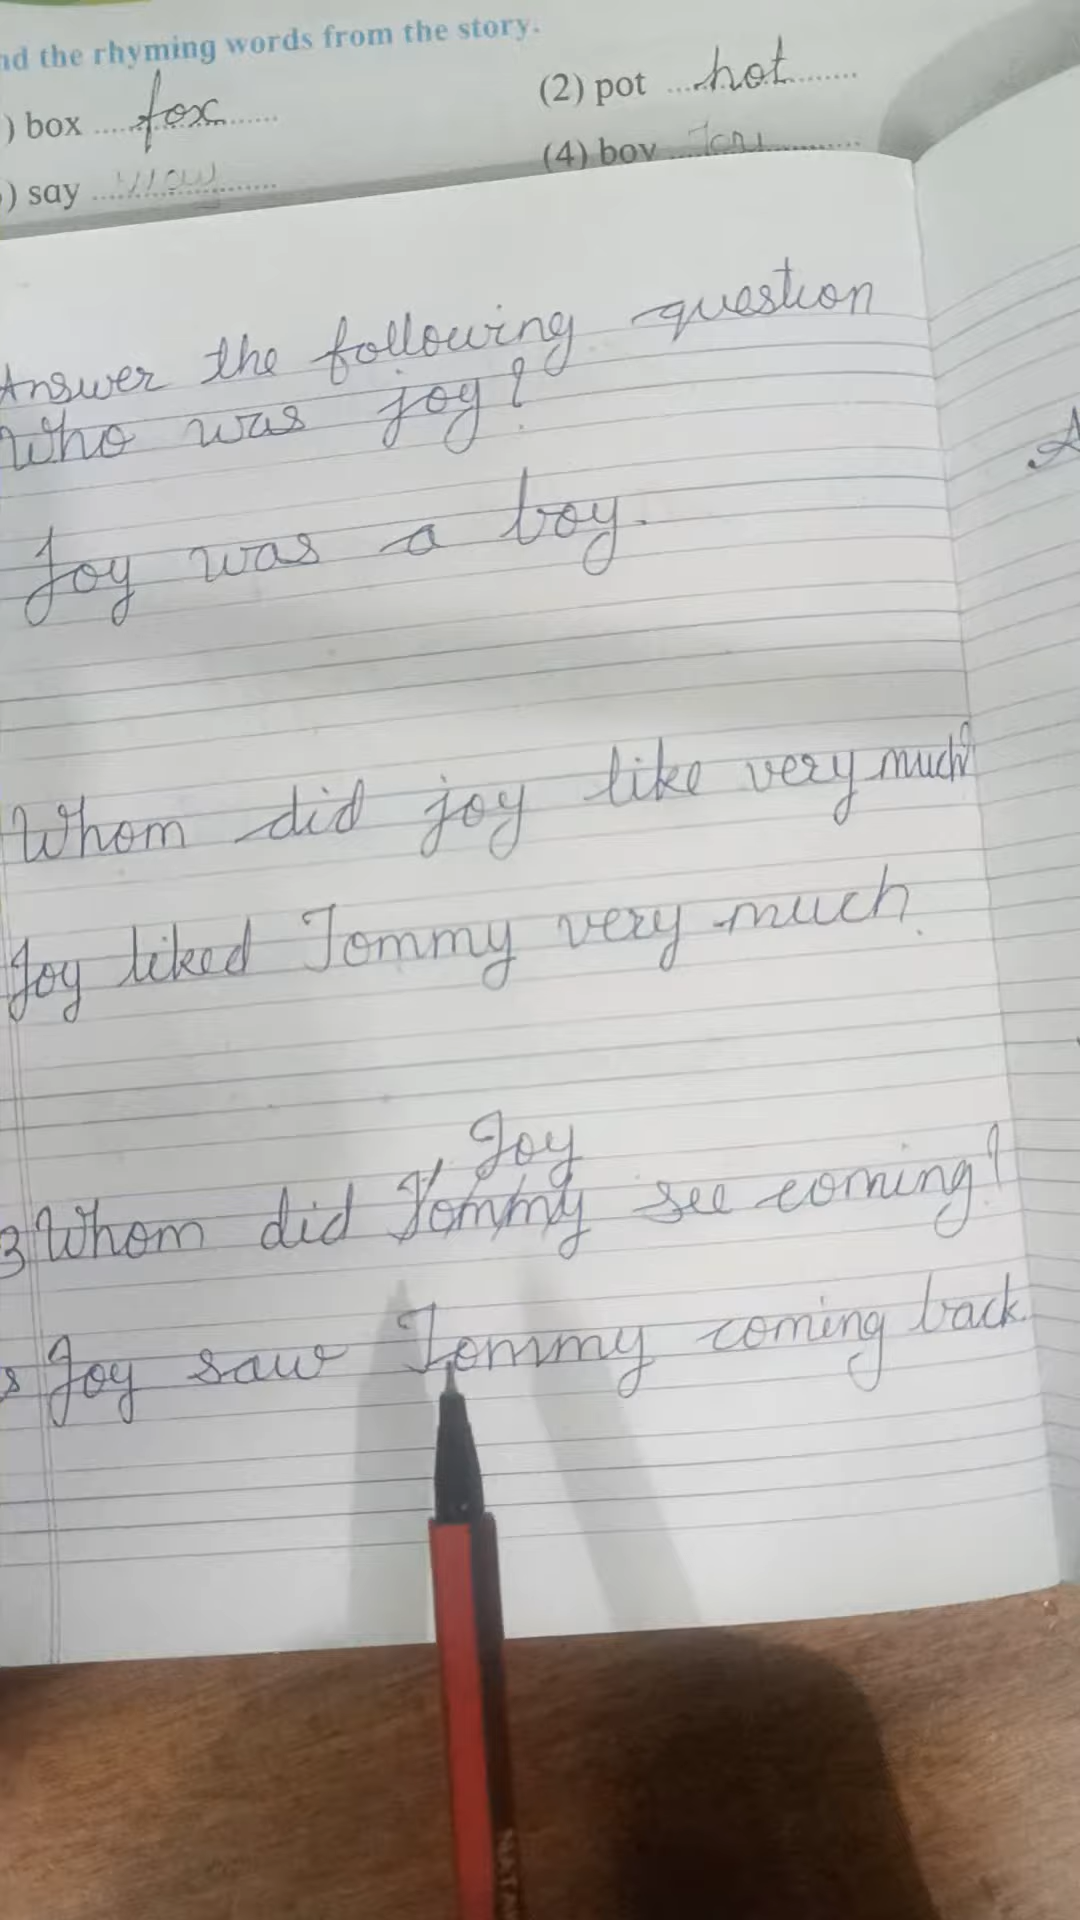 nd the rhyming words from the story.
) box ..... fox ..... (2) pot ... hot .....
) say ..... (4) boy .....
Answer the following question
Who was joy?
Joy was a boy.
Whom did joy like very much?
Joy liked Tommy very much.
Joy
3 Whom did Tommy see coming?
s Joy saw Tommy coming back.
A
NATA